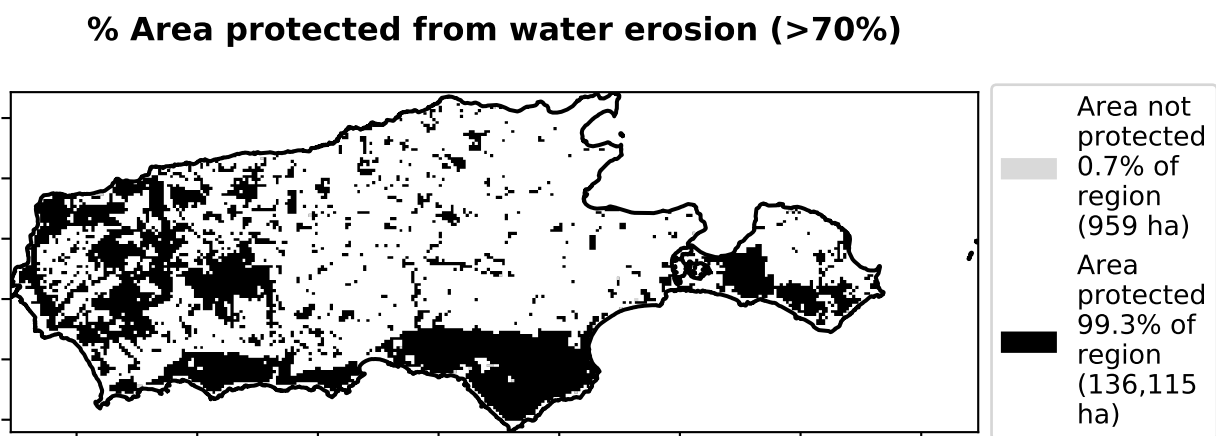 % Area protected from water erosion (>70%)
Area not
protected
0.7% of
region
(959 ha)
Area
protected
99.3% of
region
(136,115
ha)